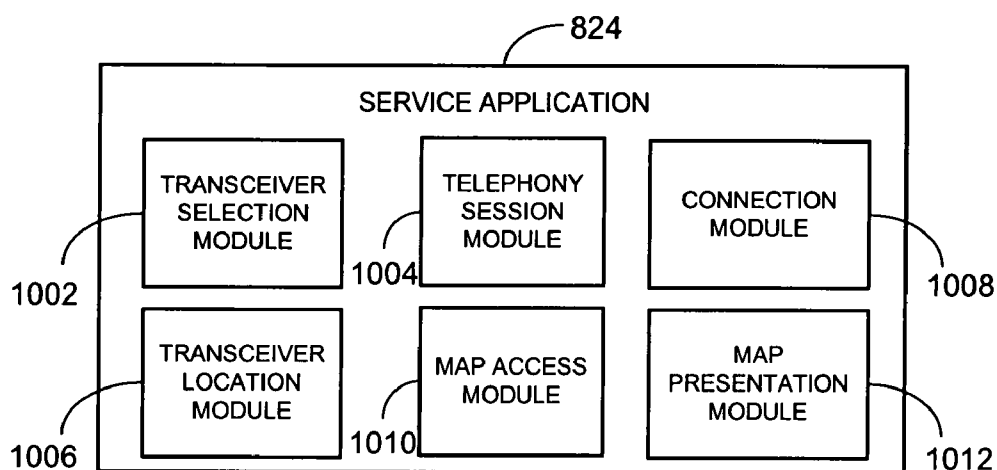 824
SERVICE APPLICATION
TRANSCEIVER
SELECTION
MODULE
TELEPHONY
SESSION
MODULE
CONNECTION
MODULE
1002
1004
1008
TRANSCEIVER
LOCATION
MODULE
MAP ACCESS
MODULE
MAP
PRESENTATION
MODULE
1006
1010
1012